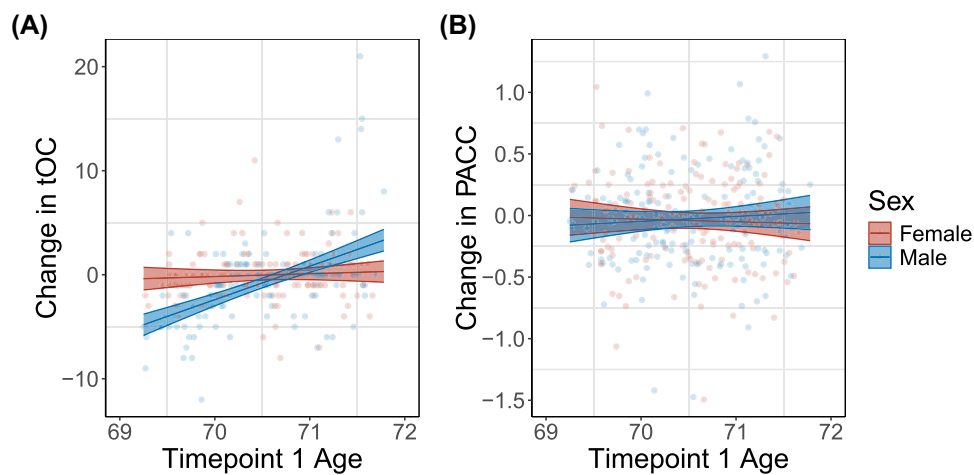 (A)
Change in tOC
20
10
0
−10
69
70
71
72
Timepoint 1 Age
(B)
Change in PACC
1.0
0.5
0.0
−0.5
−1.0
−1.5
69
70
71
72
Timepoint 1 Age
Sex
Female
Male